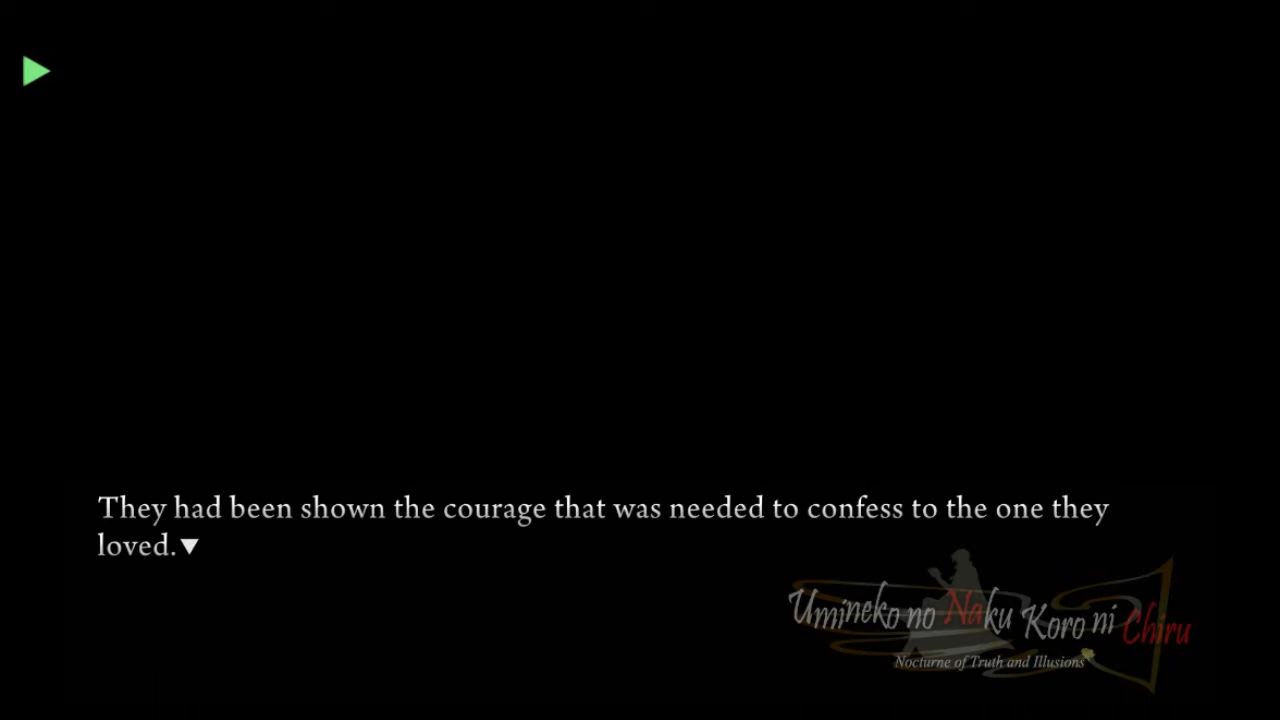 They had been shown the courage that was needed to confess to the one they
loved.
Umineko no Naku Koro ni Chiru
Nocturne of Truth and Illusions